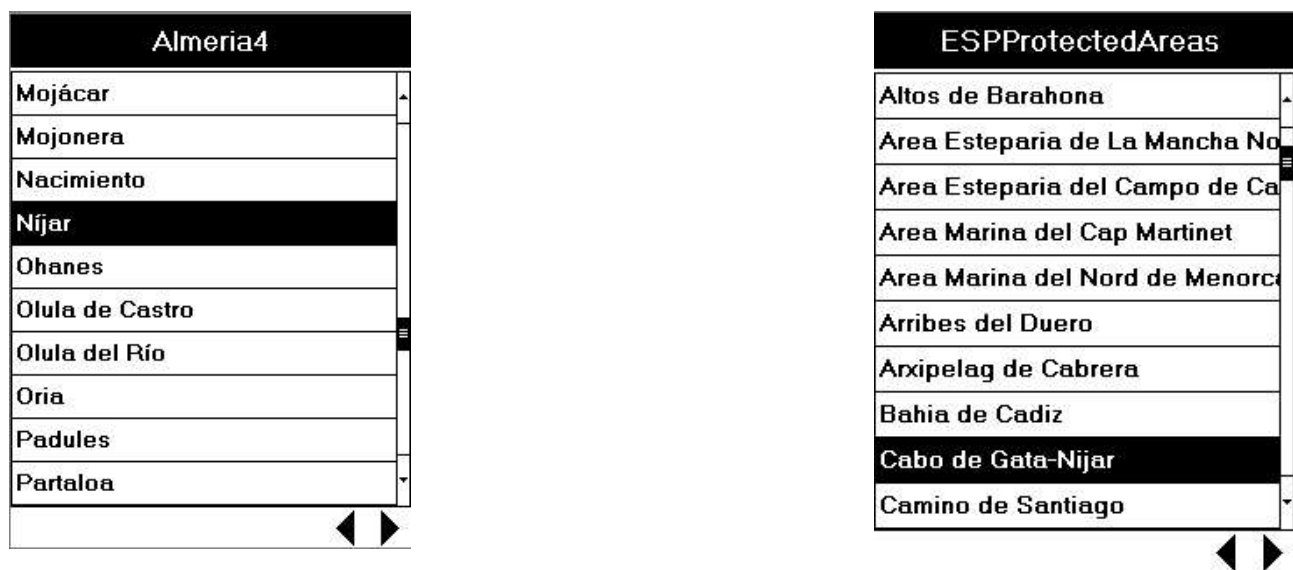 Almeria4
Mojácar
Mojonera
Nacimiento
Níjar
Ohanes
Olula de Castro
Olula del Río
Oria
Padules
Partaloa
ESPProtectedAreas
Altos de Barahona
Area Esteparia de La Mancha No
Area Esteparia del Campo de Ca
Area Marina del Cap Martinet
Area Marina del Nord de Menorca
Arribes del Duero
Arxipelag de Cabrera
Bahia de Cadiz
Cabo de Gata-Nijar
Camino de Santiago